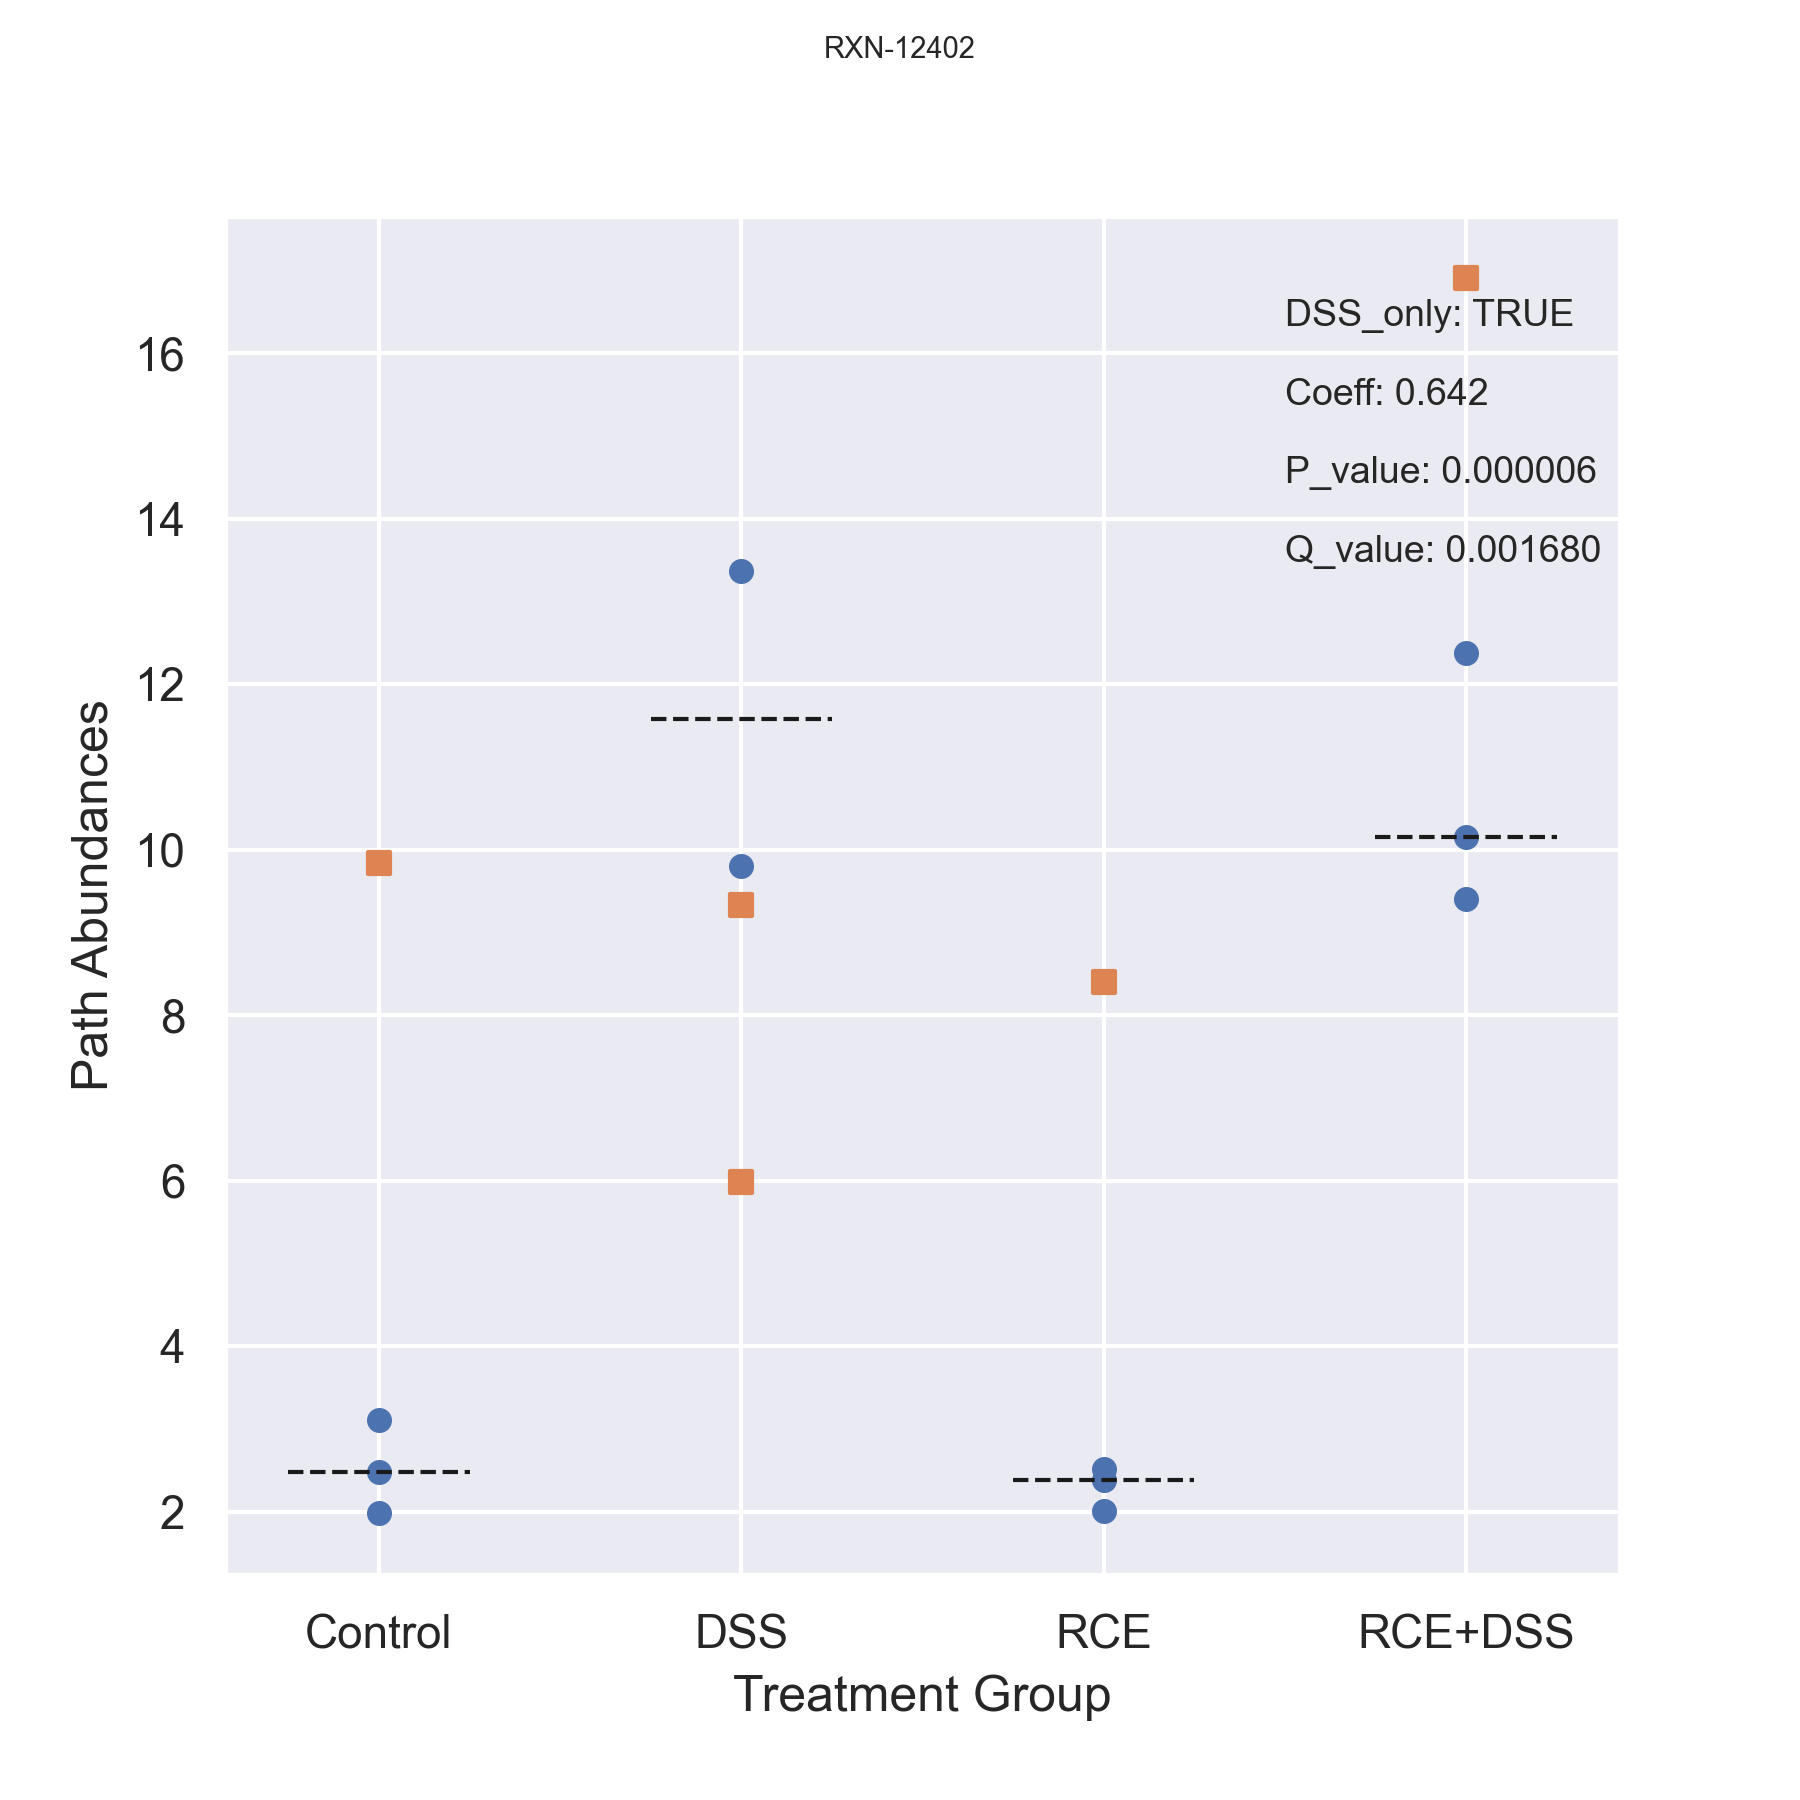 RXN-12402
DSS_only: TRUE
Coeff: 0.642
P_value: 0.000006
Q_value: 0.001680
16
14
12
10
8
6
4
2
Path Abundances
Control
DSS
RCE
RCE+DSS
Treatment Group